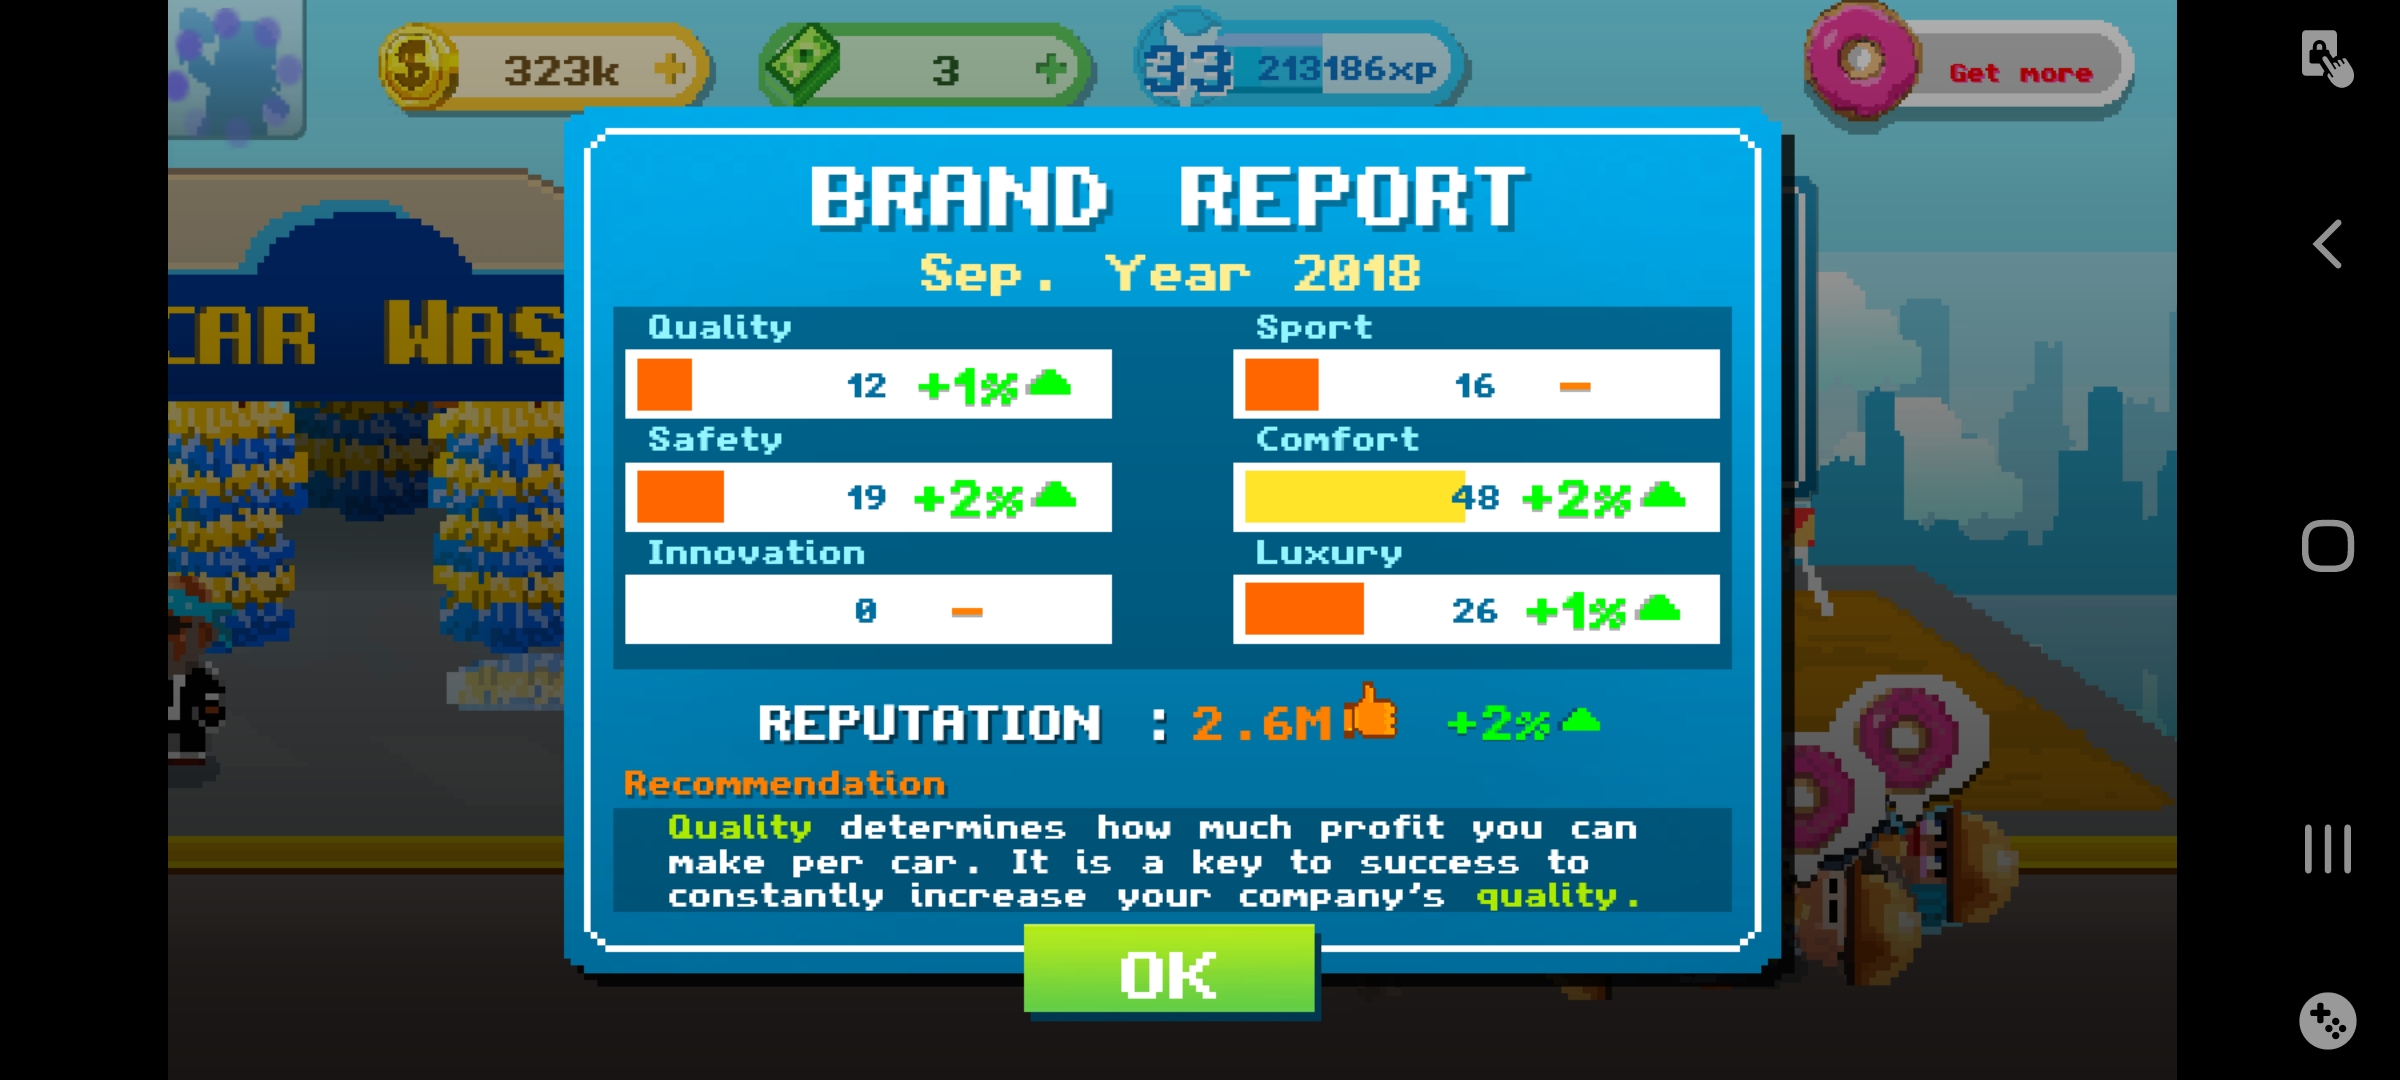 323k
3
33
213186xp
Get more
CAR WAS
BRAND REPORT
Sep. Year 2018
Quality
12 +1%
Sport
16 -
Safety
19 +2%
Comfort
48 +2%
Innovation
0 -
Luxury
26 +1%
REPUTATION : 2.6M +2%
Recommendation
Quality determines how much profit you can
make per car. It is a key to success to
constantly increase your company's quality.
OK